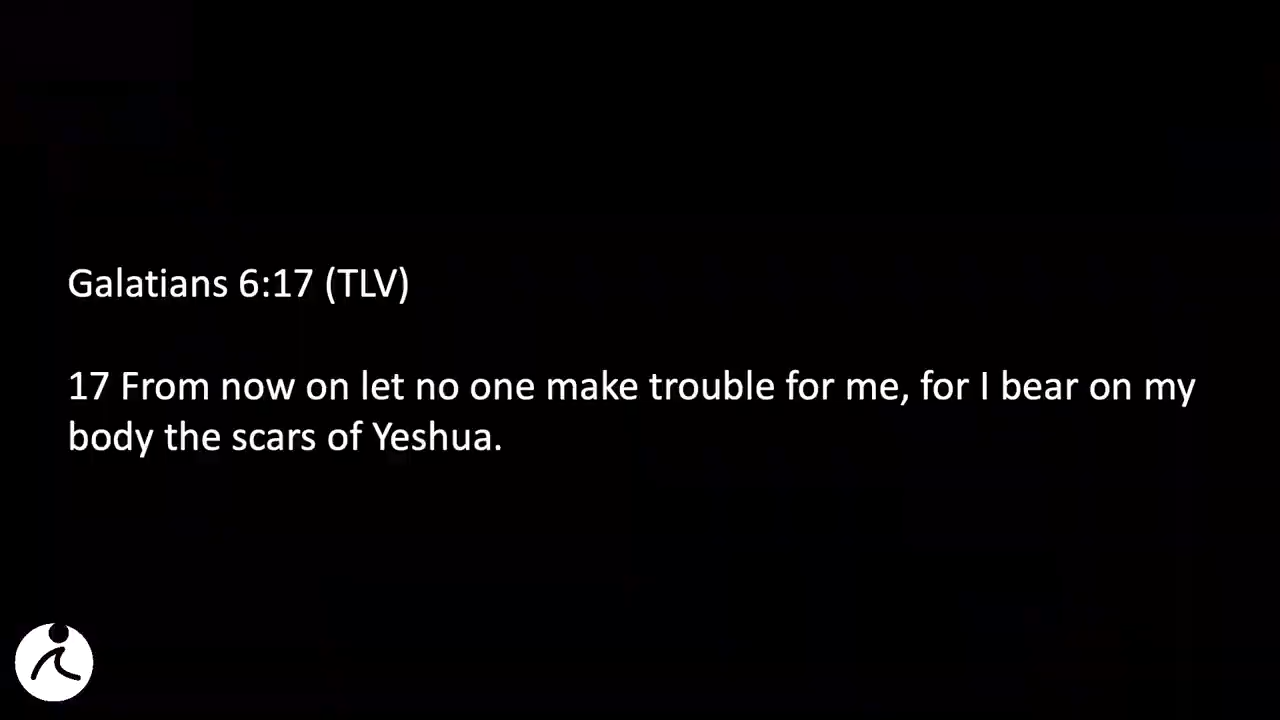 Galatians 6:17 (TLV)
17 From now on let no one make trouble for me, for I bear on my
body the scars of Yeshua.